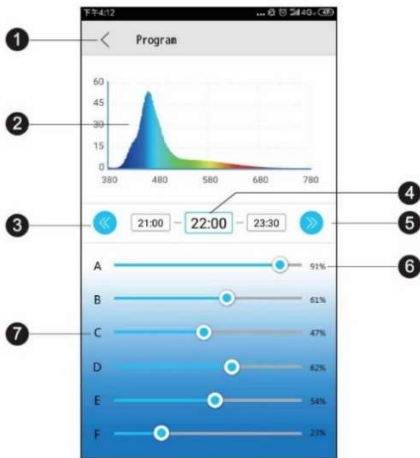 下午4:12 ... 4G
1 Program
60
45
2 30
15
0
380 480 580 680 780
4
3 21:00 – 22:00 – 23:30 5
A 91% 6
B 61%
7 C 47%
D 62%
E 54%
F 23%